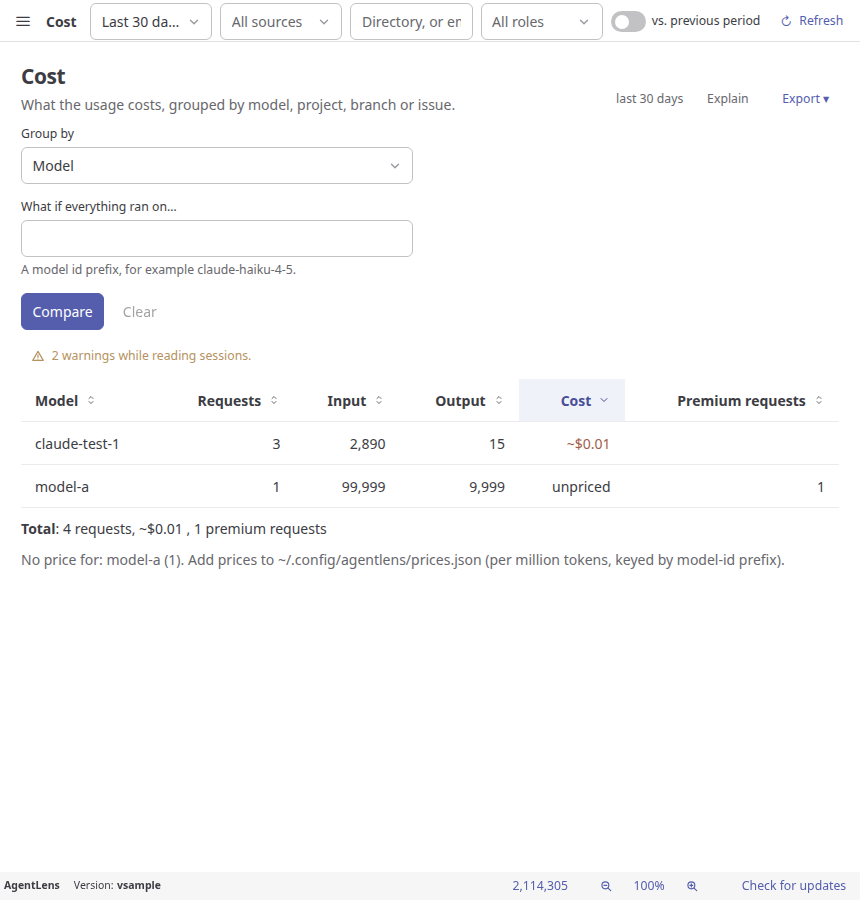 Cost Last 30 da... All sources Directory, or en All roles vs. previous period Refresh
Cost
What the usage costs, grouped by model, project, branch or issue.
last 30 days Explain Export ▾
Group by
Model
What if everything ran on...
A model id prefix, for example claude-haiku-4-5.
Compare Clear
2 warnings while reading sessions.
Model Requests Input Output Cost Premium requests
claude-test-1 3 2,890 15 ~$0.01
model-a 1 99,999 9,999 unpriced 1
Total: 4 requests, ~$0.01 , 1 premium requests
No price for: model-a (1). Add prices to ~/.config/agentlens/prices.json (per million tokens, keyed by model-id prefix).
AgentLens Version: vsample 2,114,305 100% Check for updates